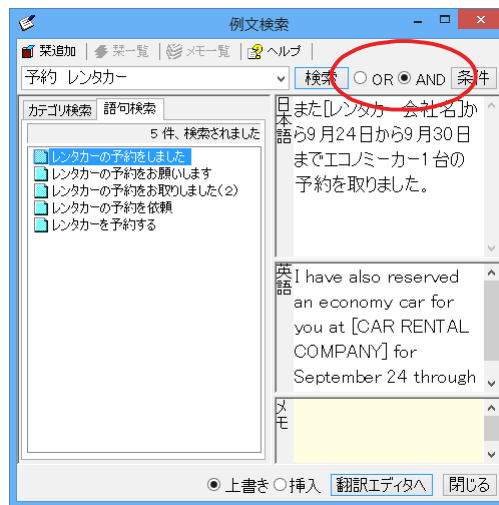 例文検索
栞追加 栞一覧 メモ一覧 ヘルプ
予約 レンタカー 検索 OR AND 条件
カテゴリ検索 語句検索
5 件、検索されました
レンタカーの予約をしました
レンタカーの予約をお願いします
レンタカーの予約をお取りしました(2)
レンタカーの予約を依頼
レンタカーを予約する
日本語
また[レンタカー 会社名]か
ら9月24日から9月30日
までエコノミーカー1台の
予約を取りました。
英語
I have also reserved
an economy car for
you at [CAR RENTAL
COMPANY] for
September 24 through
メモ
上書き 挿入 翻訳エディタへ 閉じる